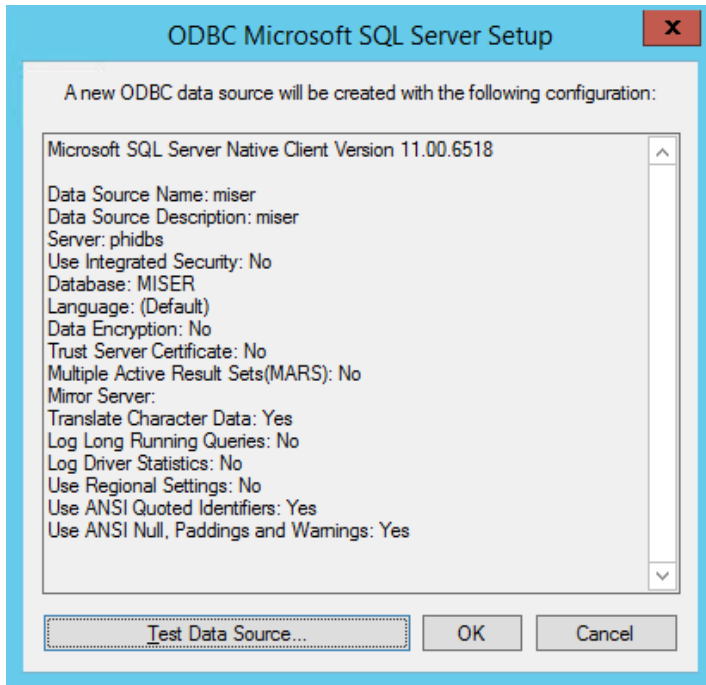 ODBC Microsoft SQL Server Setup
x
A new ODBC data source will be created with the following configuration:
Microsoft SQL Server Native Client Version 11.00.6518
Data Source Name: miser
Data Source Description: miser
Server: phidbs
Use Integrated Security: No
Database: MISER
Language: (Default)
Data Encryption: No
Trust Server Certificate: No
Multiple Active Result Sets(MARS): No
Mirror Server:
Translate Character Data: Yes
Log Long Running Queries: No
Log Driver Statistics: No
Use Regional Settings: No
Use ANSI Quoted Identifiers: Yes
Use ANSI Null, Paddings and Warnings: Yes
Test Data Source... OK Cancel